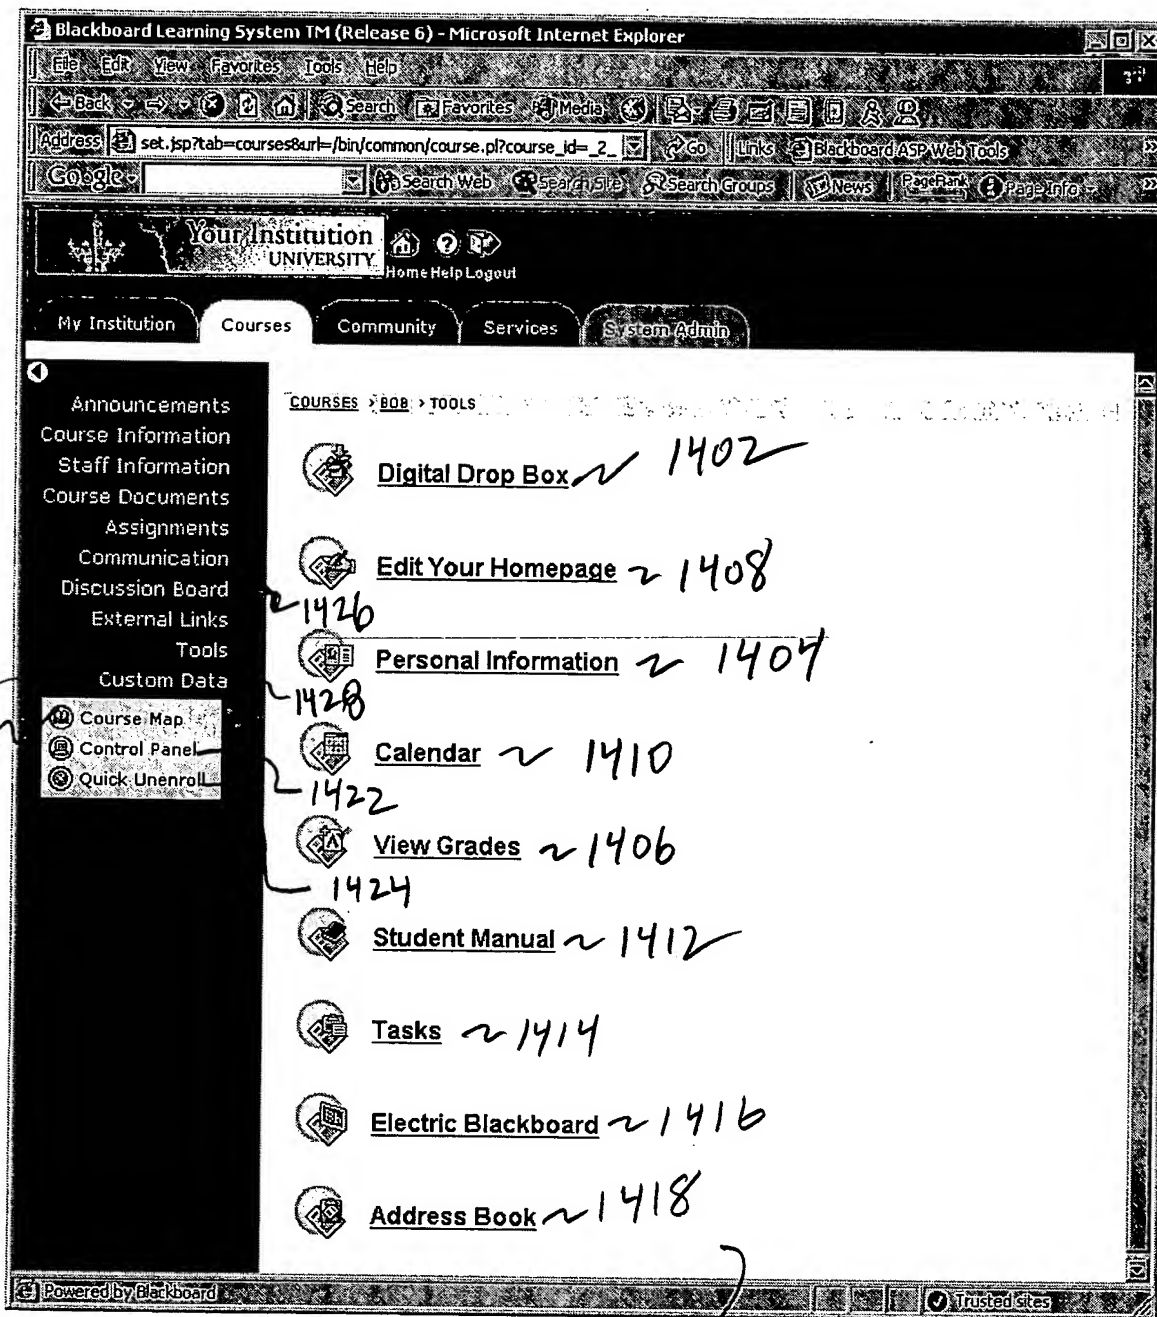 Blackboard Learning System TM (Release 6) - Microsoft Internet Explorer
File Edit View Favorites Tools Help
Back Search Favorites Media
Address set.jsp?tab=courses&url=/bin/common/course.pl?course_id=_2_ Go Links Blackboard ASP Web Tools
Google Search Web Search Site Search Groups News PageRank Page Info
Your Institution
UNIVERSITY
Home Help Logout
My Institution Courses Community Services System Admin
COURSES > BOB > TOOLS
Announcements
Course Information
Staff Information
Course Documents
Assignments
Communication
Discussion Board
External Links
Tools
Custom Data
Course Map
Control Panel
Quick Unenroll
1426
1428
1422
1424
Digital Drop Box 1402
Edit Your Homepage 1408
Personal Information 1404
Calendar 1410
View Grades 1406
Student Manual 1412
Tasks 1414
Electric Blackboard 1416
Address Book 1418
Powered by Blackboard Trusted sites